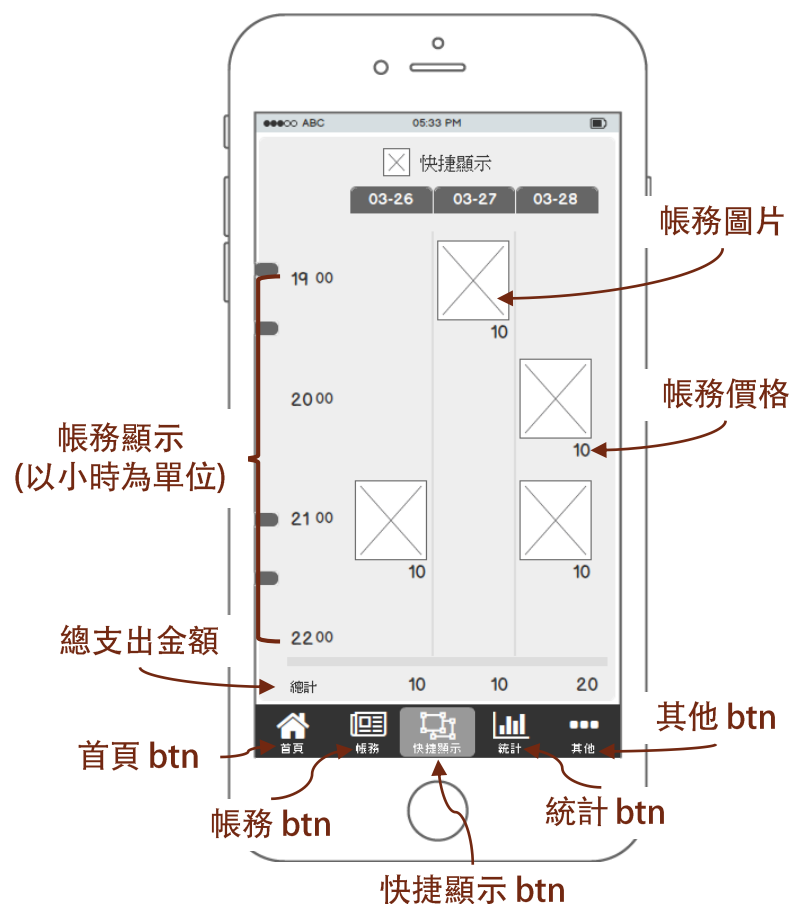 ABC
05:33 PM
快捷顯示
03-26 03-27 03-28
帳務圖片
19 00
10
20 00
帳務價格
10
帳務顯示
(以小時為單位)
21 00
10 10
22 00
總支出金額
總計 10 10 20
首頁 帳務 快捷顯示 統計 其他
其他 btn
首頁 btn
帳務 btn
統計 btn
快捷顯示 btn